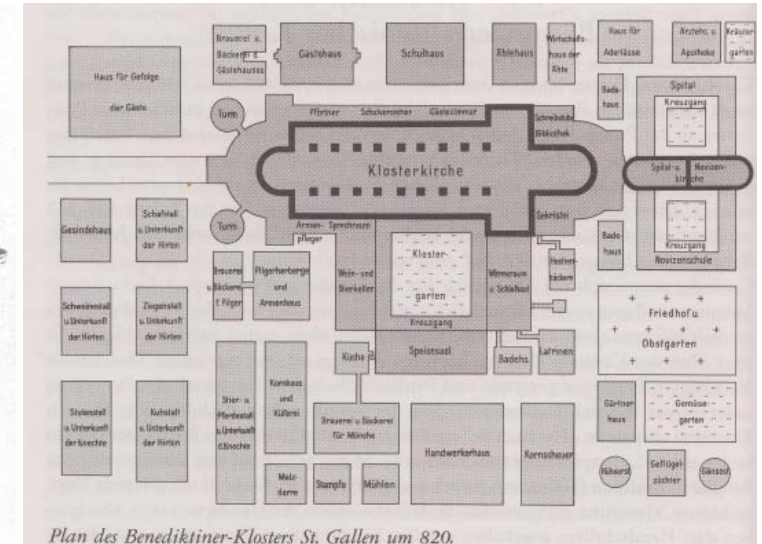 Haus für Gefolge
der Gäste
Brauerei u.
Bäckerei d.
Gästehauses
Gästehaus
Schulhaus
Abtehaus
Wirtschafts-
haus der
Äbte
Haus für
Aderlässe
Ärztehs. u.
Apotheke
Kräuter-
garten
Turm
Pförtner
Schulvorsteher
Gästezimmer
Schreibstube
Bibliothek
Bade-
haus
Spital
Kreuzgang
Klosterkirche
Spital- u.
Novizen-
kirche
Turm
Armen-
pfleger
Sprechraum
Sakristei
Bade-
haus
Kreuzgang
Novizenschule
Gesindehaus
Schafstall
u. Unterkunft
der Hirten
Brauerei
u. Bäckerei
f. Pilger
Pilgerherberge
und
Armenhaus
Wein- und
Bierkeller
Kloster-
garten
Kreuzgang
Wärmeraum
u. Schlafsaal
Hostien-
bäckerei
Schweinestall
u. Unterkunft
der Hirten
Ziegenstall
u. Unterkunft
der Hirten
Friedhof u.
Obstgarten
Küche
Speisesaal
Badehs.
Latrinen
Stutenstall
u. Unterkunft
der Knechte
Kuhstall
u. Unterkunft
der Hirten
Stier- u.
Pferdestall
u. Unterkunft
d. Knechte
Kornhaus
und
Küferei
Brauerei u. Bäckerei
für Mönche
Handwerkerhaus
Kornscheuer
Gärtner
haus
Gemüse
garten
Malz-
darre
Stampfe
Mühlen
Hühnerst.
Geflügel-
züchter
Gänsest.
Plan des Benediktiner-Klosters St. Gallen um 820.